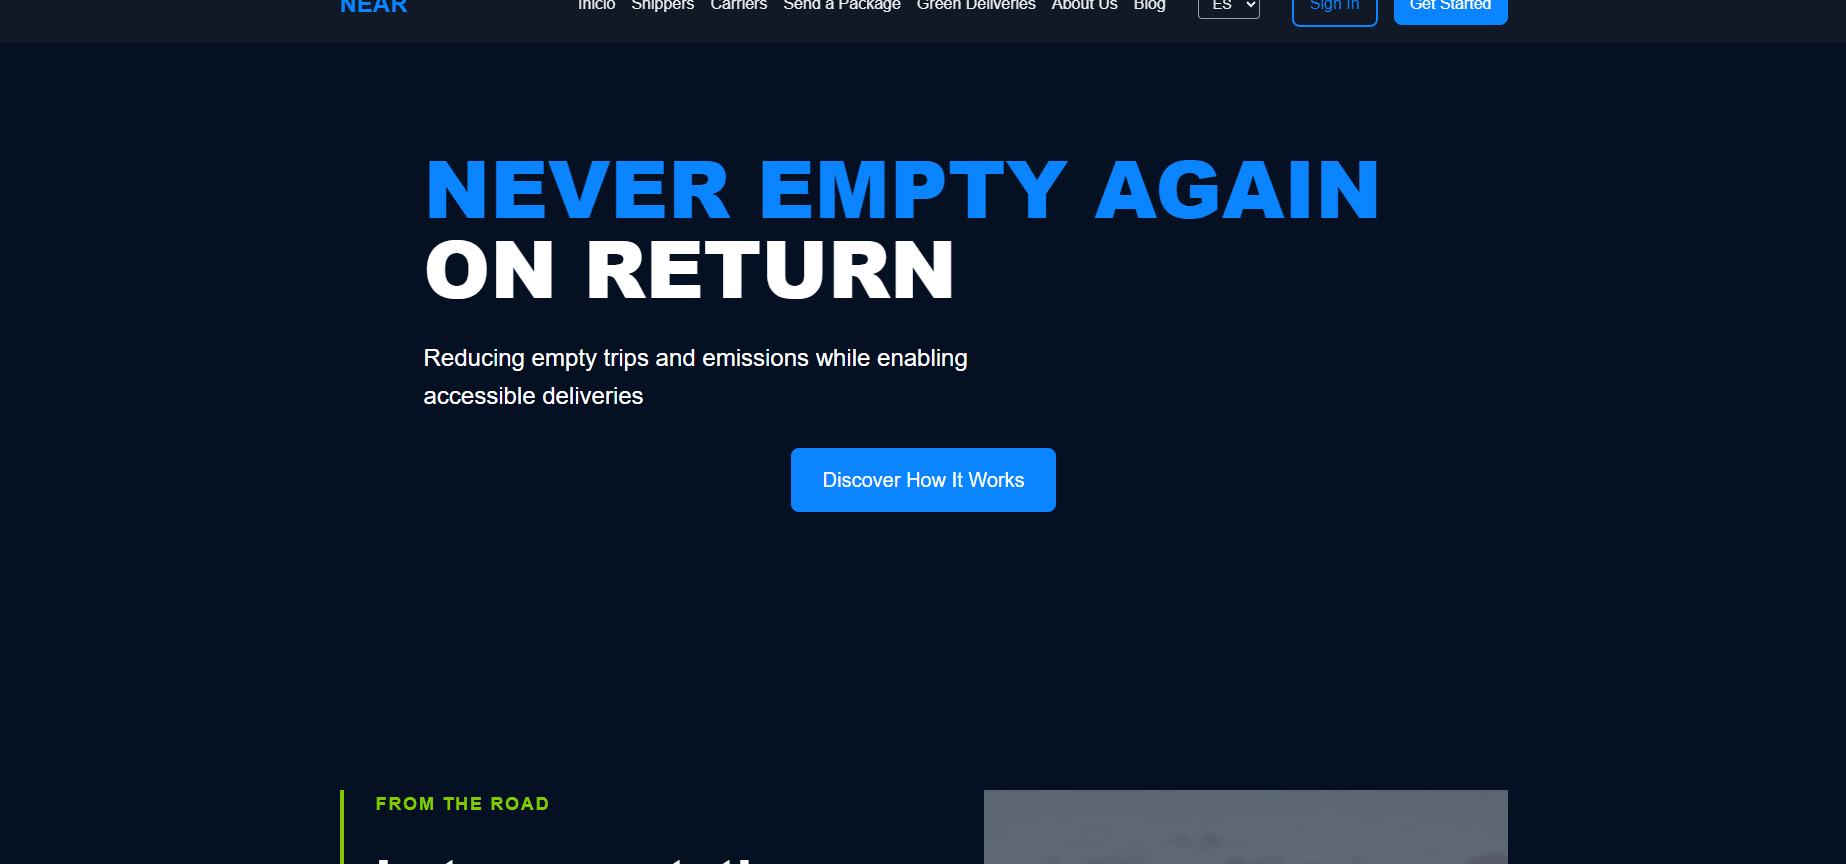 NEAR
Inicio Shippers Carriers Send a Package Green Deliveries About Us Blog ES Sign In Get Started
NEVER EMPTY AGAIN
ON RETURN
Reducing empty trips and emissions while enabling
accessible deliveries
Discover How It Works
FROM THE ROAD